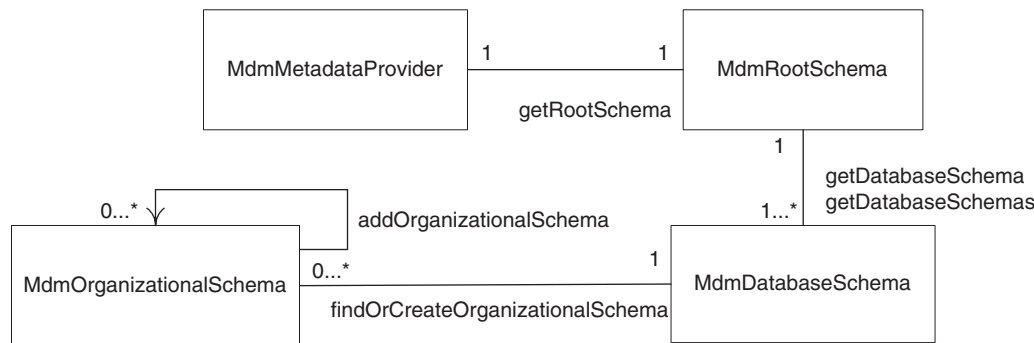 MdmMetadataProvider
1
1
MdmRootSchema
getRootSchema
1
getDatabaseSchema
getDatabaseSchemas
0...*
1...*
addOrganizationalSchema
0...*
1
MdmOrganizationalSchema
MdmDatabaseSchema
findOrCreateOrganizationalSchema